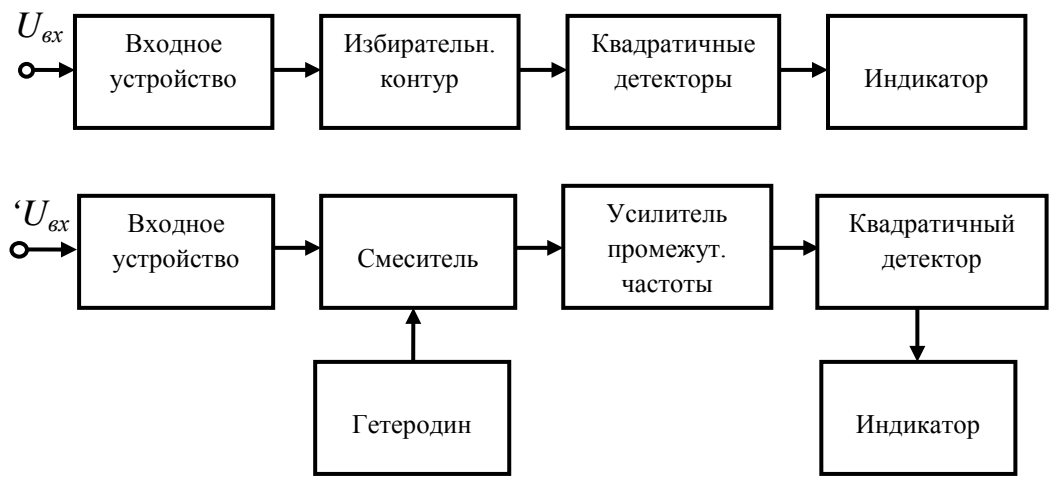 Uвх
Входное
устройство
Избирательн.
контур
Квадратичные
детекторы
Индикатор
‘Uвх
Входное
устройство
Смеситель
Усилитель
промежут.
частоты
Квадратичный
детектор
Гетеродин
Индикатор